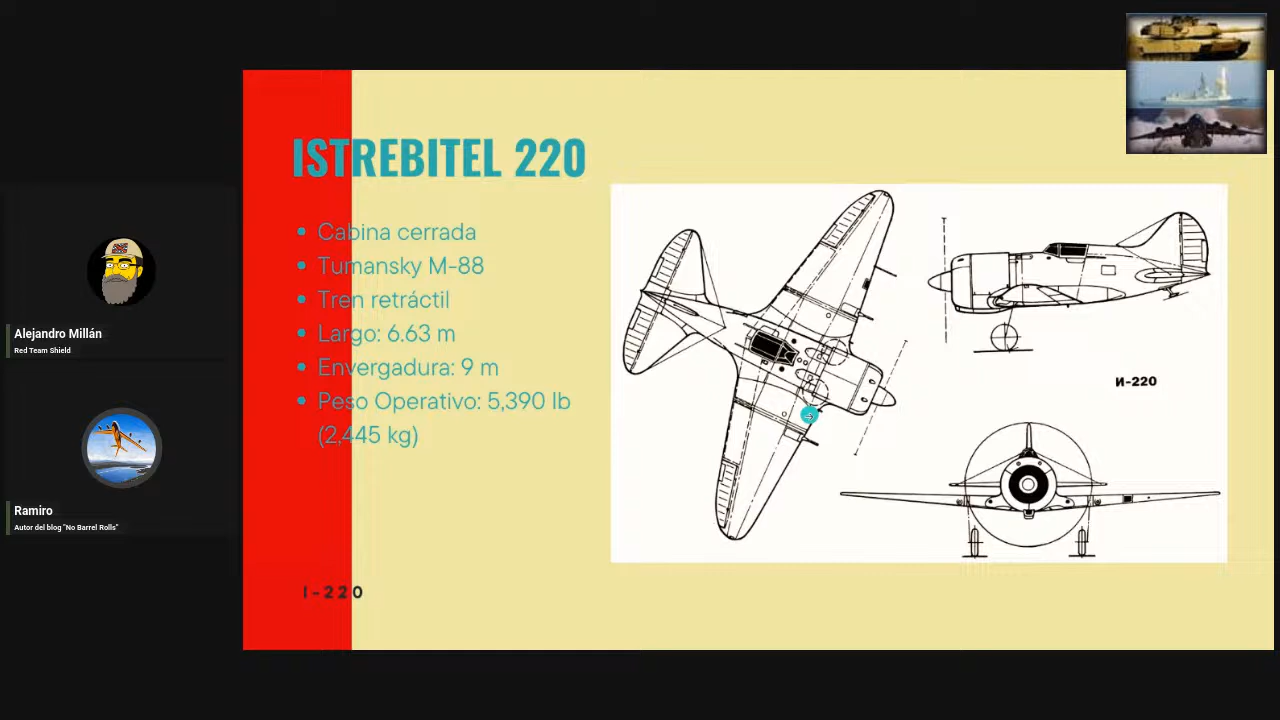 ISTREBITEL 220
• Cabina cerrada
• Tumansky M-88
• Tren retráctil
• Largo: 6.63 m
• Envergadura: 9 m
• Peso Operativo: 5,390 lb
(2,445 kg)
I-220
И-220
Alejandro Millán
Red Team Shield
Ramiro
Autor del blog "No Barrel Rolls"